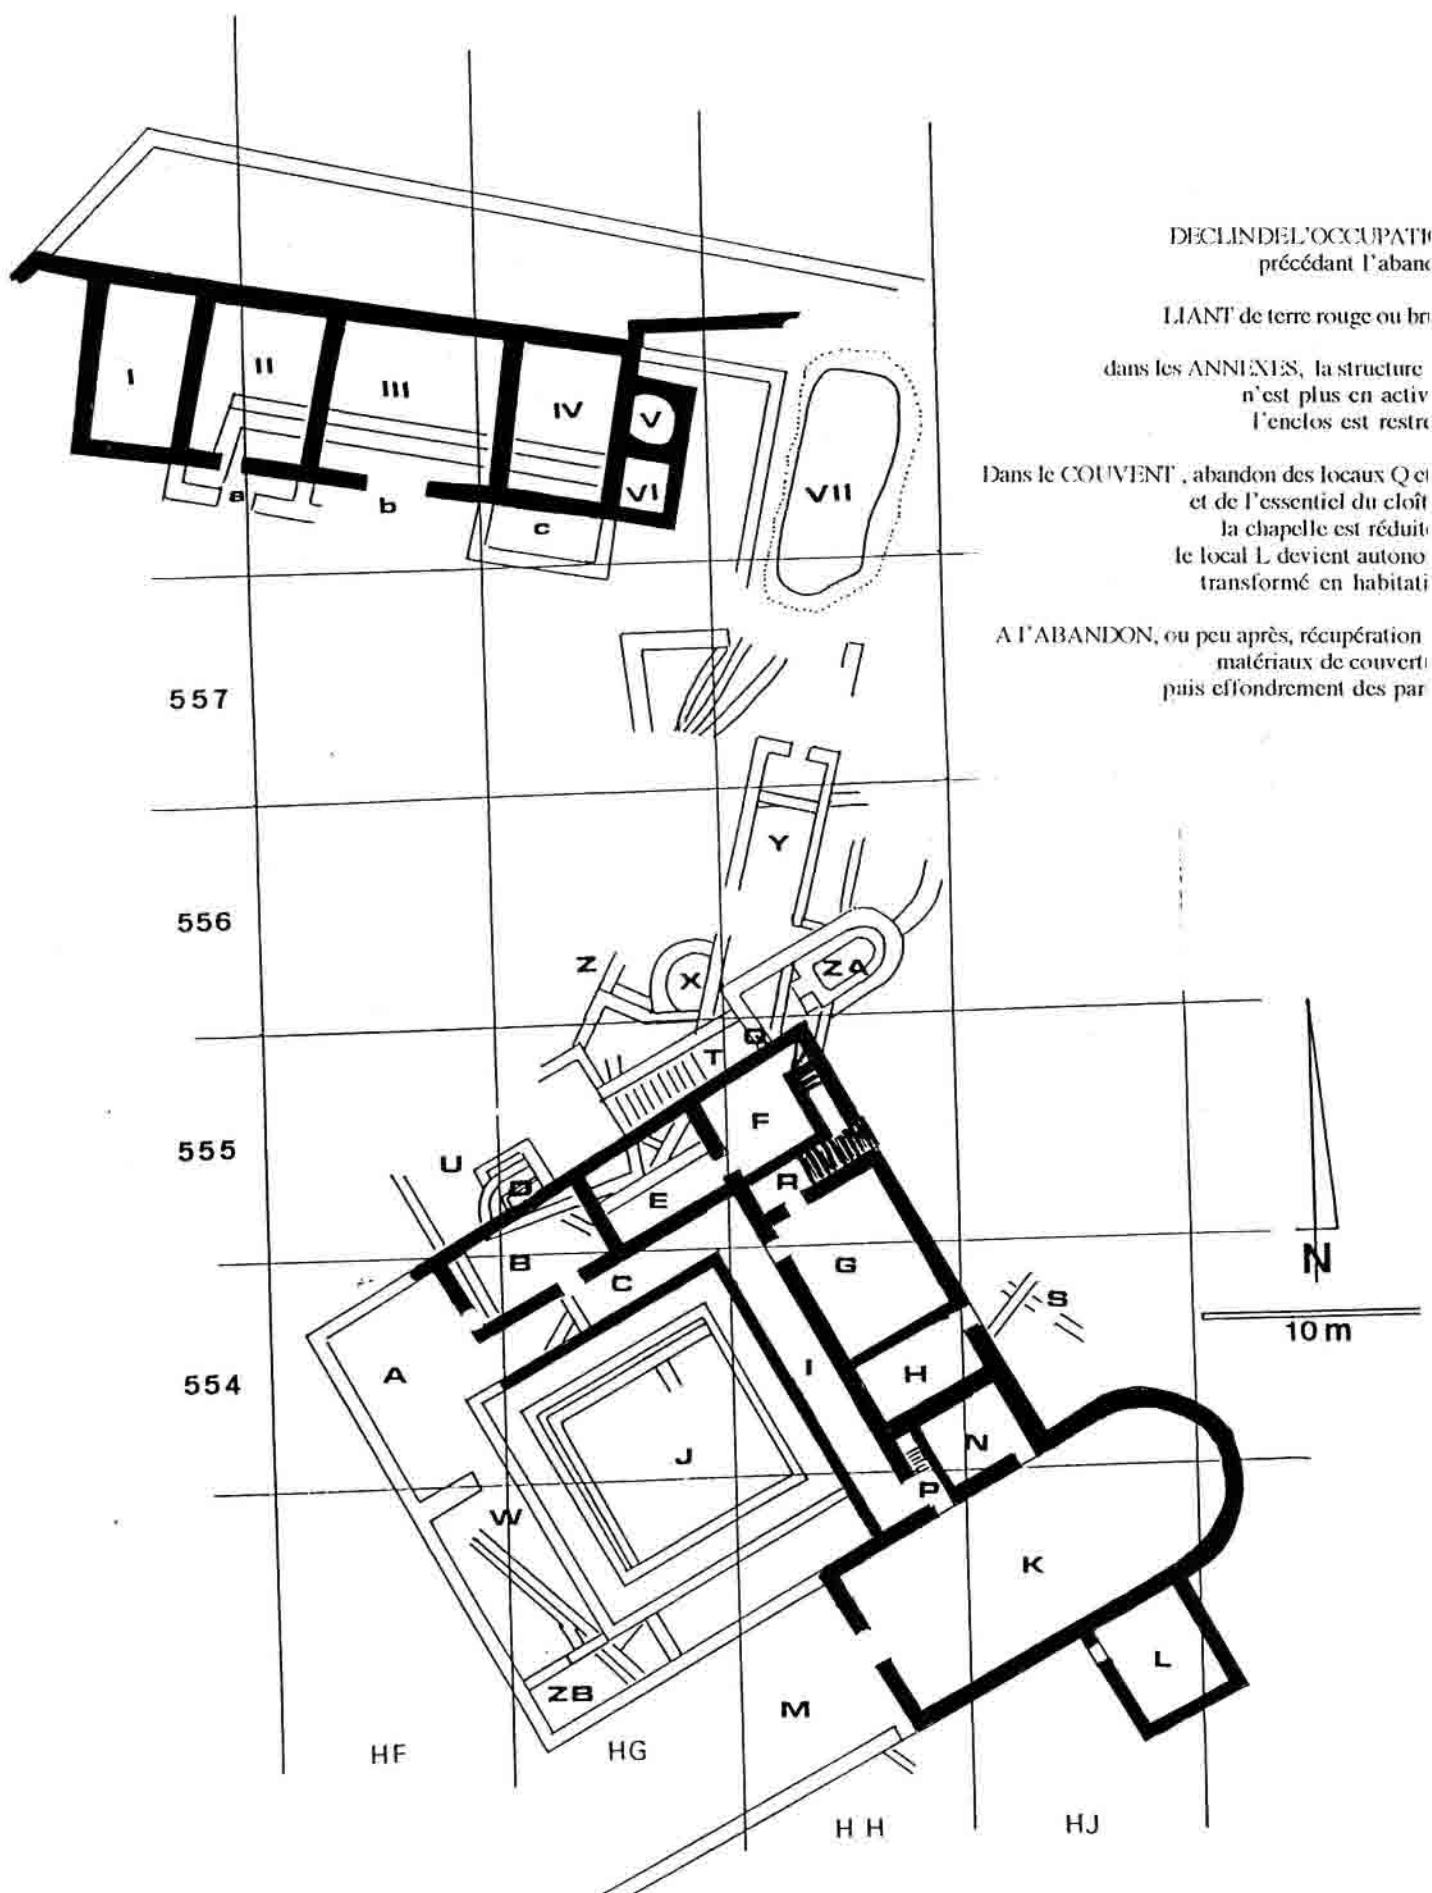 DECLIN DE L'OCCUPATI
précédant l'aban
LIANT de terre rouge ou br
dans les ANNEXES, la structure
n'est plus en activ
l'enclos est restr
Dans le COUVENT, abandon des locaux Q et
et de l'essentiel du cloît
la chapelle est réduit
le local L devient autono
transformé en habitati
A l'ABANDON, ou peu après, récupération
matériaux de couvert
puis effondrement des par
I
II
III
IV
V
VI
VII
a
b
c
557
556
555
554
Y
Z
X
ZA
Q
T
F
U
D
E
R
B
C
G
S
N
10 m
A
I
H
J
N
P
W
K
L
ZB
M
HF
HG
HH
HJ